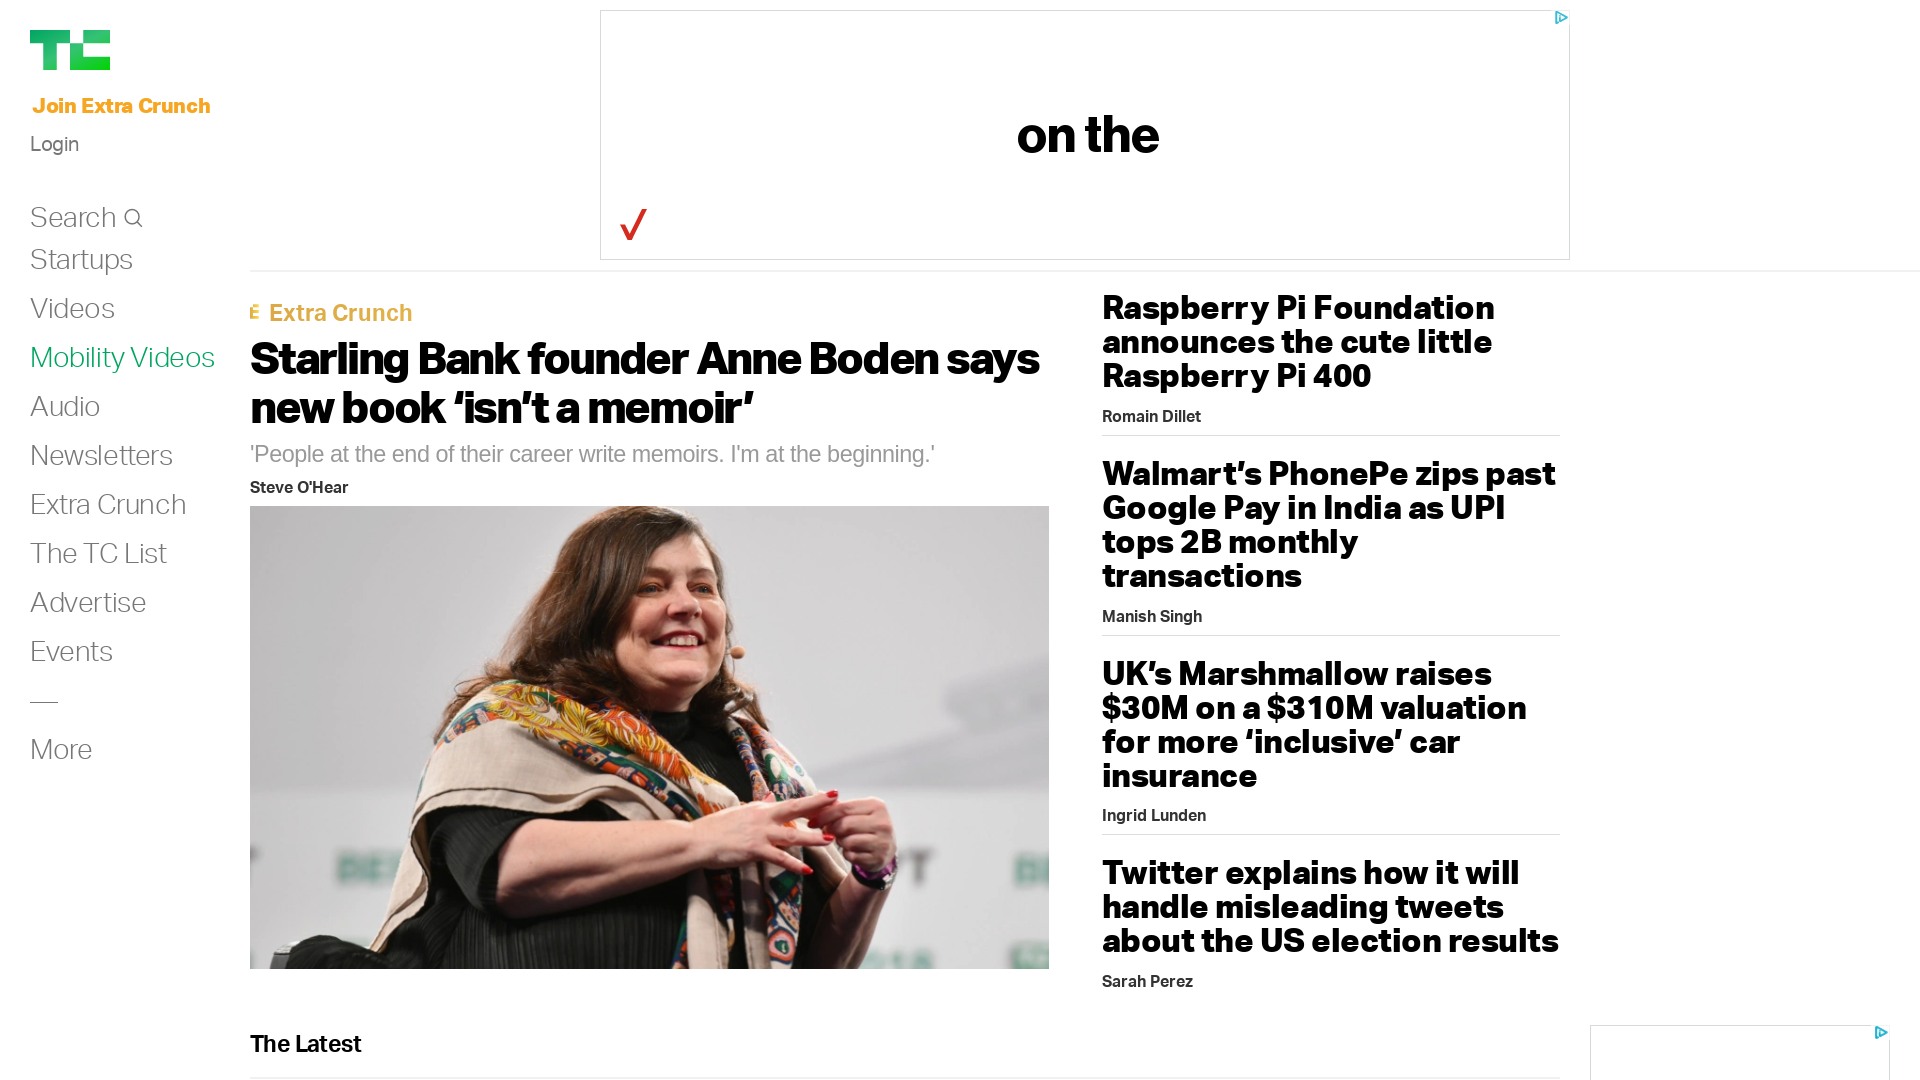 TC
Join Extra Crunch
Login
Search
Startups
Videos
Mobility Videos
Audio
Newsletters
Extra Crunch
The TC List
Advertise
Events
More
on the
Extra Crunch
Starling Bank founder Anne Boden says
new book ‘isn’t a memoir’
'People at the end of their career write memoirs. I'm at the beginning.'
Steve O'Hear
Raspberry Pi Foundation
announces the cute little
Raspberry Pi 400
Romain Dillet
Walmart’s PhonePe zips past
Google Pay in India as UPI
tops 2B monthly
transactions
Manish Singh
UK’s Marshmallow raises
$30M on a $310M valuation
for more ‘inclusive’ car
insurance
Ingrid Lunden
Twitter explains how it will
handle misleading tweets
about the US election results
Sarah Perez
The Latest